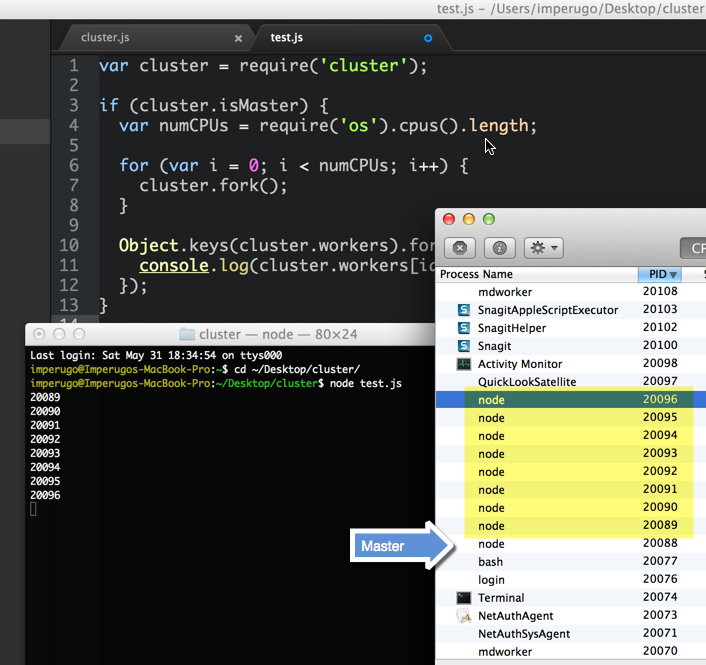 test.js – /Users/imperugo/Desktop/cluster
cluster.js ×
test.js
1 var cluster = require('cluster');
2
3 if (cluster.isMaster) {
4 var numCPUs = require('os').cpus().length;
5
6 for (var i = 0; i < numCPUs; i++) {
7 cluster.fork();
8 }
9
10 Object.keys(cluster.workers).for
11 console.log(cluster.workers[id
12 });
13 }
14
cluster — node — 80×24
Last login: Sat May 31 18:34:54 on ttys000
imperugo@Imperugos-MacBook-Pro:~$ cd ~/Desktop/cluster/
imperugo@Imperugos-MacBook-Pro:~/Desktop/cluster$ node test.js
20089
20090
20091
20092
20093
20094
20095
20096
CP
Process Name PID
mdworker 20108
SnagitAppleScriptExecutor 20103
SnagitHelper 20102
Snagit 20100
Activity Monitor 20098
QuickLookSatellite 20097
node 20096
node 20095
node 20094
node 20093
node 20092
node 20091
node 20090
node 20089
Master
node 20088
bash 20077
login 20076
Terminal 20074
NetAuthAgent 20073
NetAuthSysAgent 20071
mdworker 20070